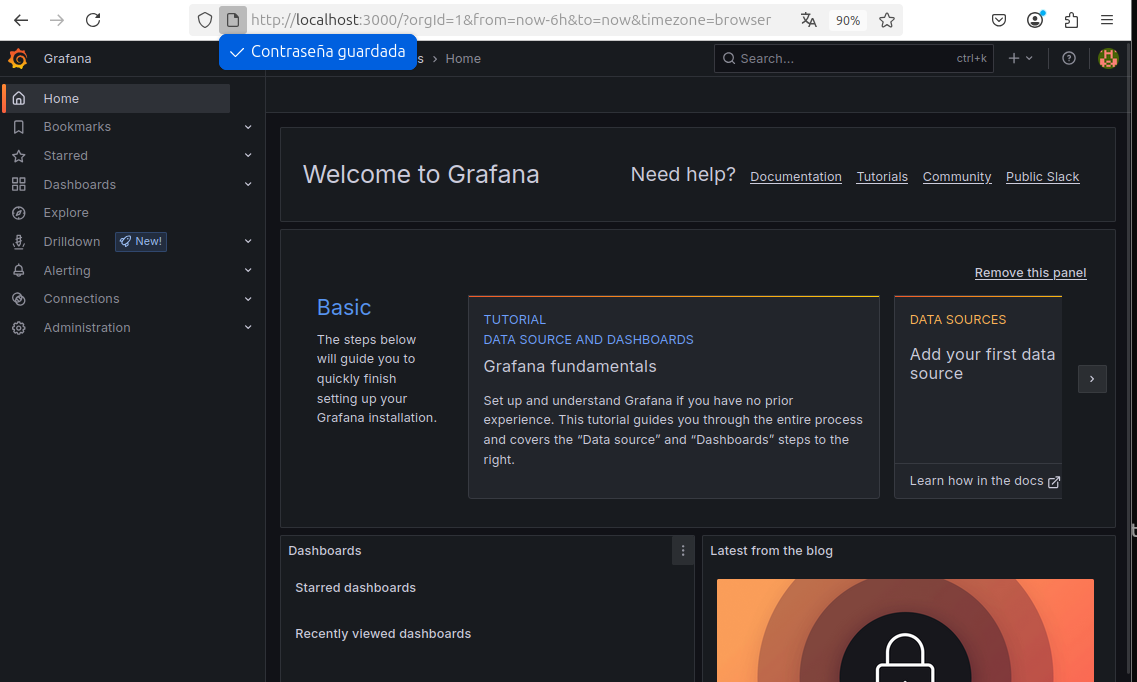 http://localhost:3000/?orgId=1&from=now-6h&to=now&timezone=browser
90%
Contraseña guardada
Grafana
Home
Search...
ctrl+k
Home
Bookmarks
Starred
Dashboards
Explore
Drilldown
New!
Alerting
Connections
Administration
Welcome to Grafana
Need help?
Documentation
Tutorials
Community
Public Slack
Remove this panel
Basic
The steps below
will guide you to
quickly finish
setting up your
Grafana installation.
TUTORIAL
DATA SOURCE AND DASHBOARDS
Grafana fundamentals
Set up and understand Grafana if you have no prior
experience. This tutorial guides you through the entire process
and covers the “Data source” and “Dashboards” steps to the
right.
DATA SOURCES
Add your first data
source
Learn how in the docs
Dashboards
Starred dashboards
Recently viewed dashboards
Latest from the blog